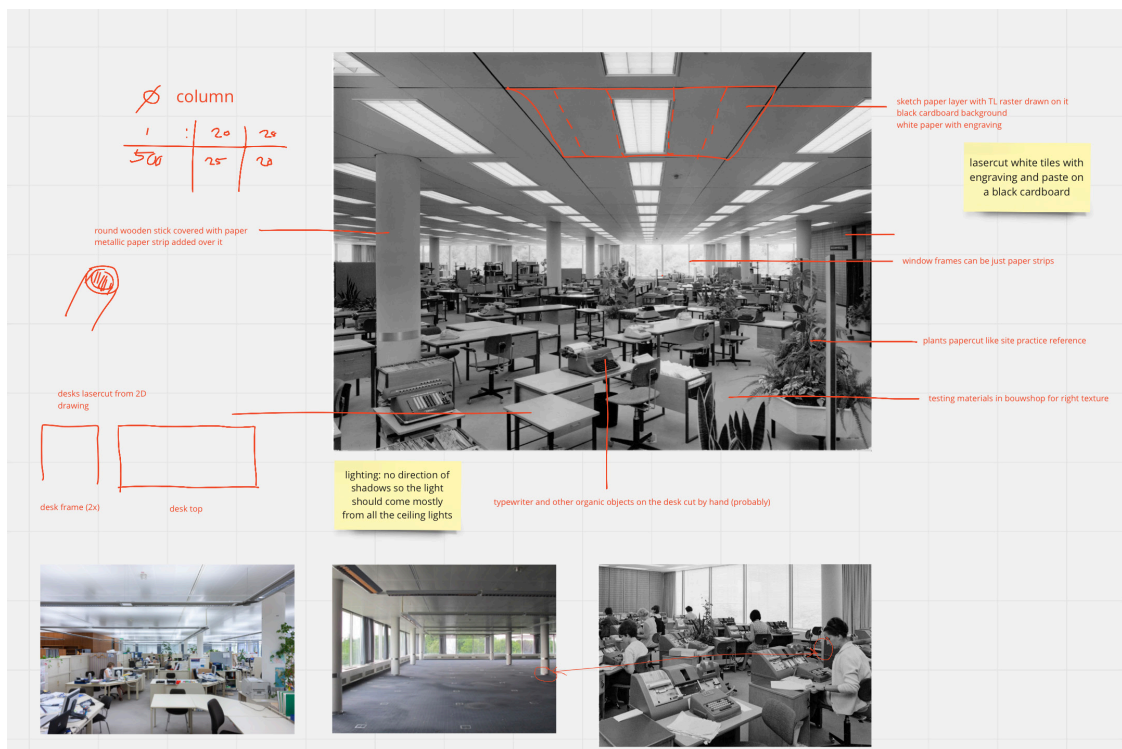 Ø column
1 : 20 20
500 25 20
sketch paper layer with TL raster drawn on it
black cardboard background
white paper with engraving
lasercut white tiles with
engraving and paste on
a black cardboard
round wooden stick covered with paper
metallic paper strip added over it
window frames can be just paper strips
plants papercut like site practice reference
desks lasercut from 2D
drawing
testing materials in bouwshop for right texture
lighting: no direction of
shadows so the light
should come mostly
from all the ceiling lights
typewriter and other organic objects on the desk cut by hand (probably)
desk frame (2x)
desk top